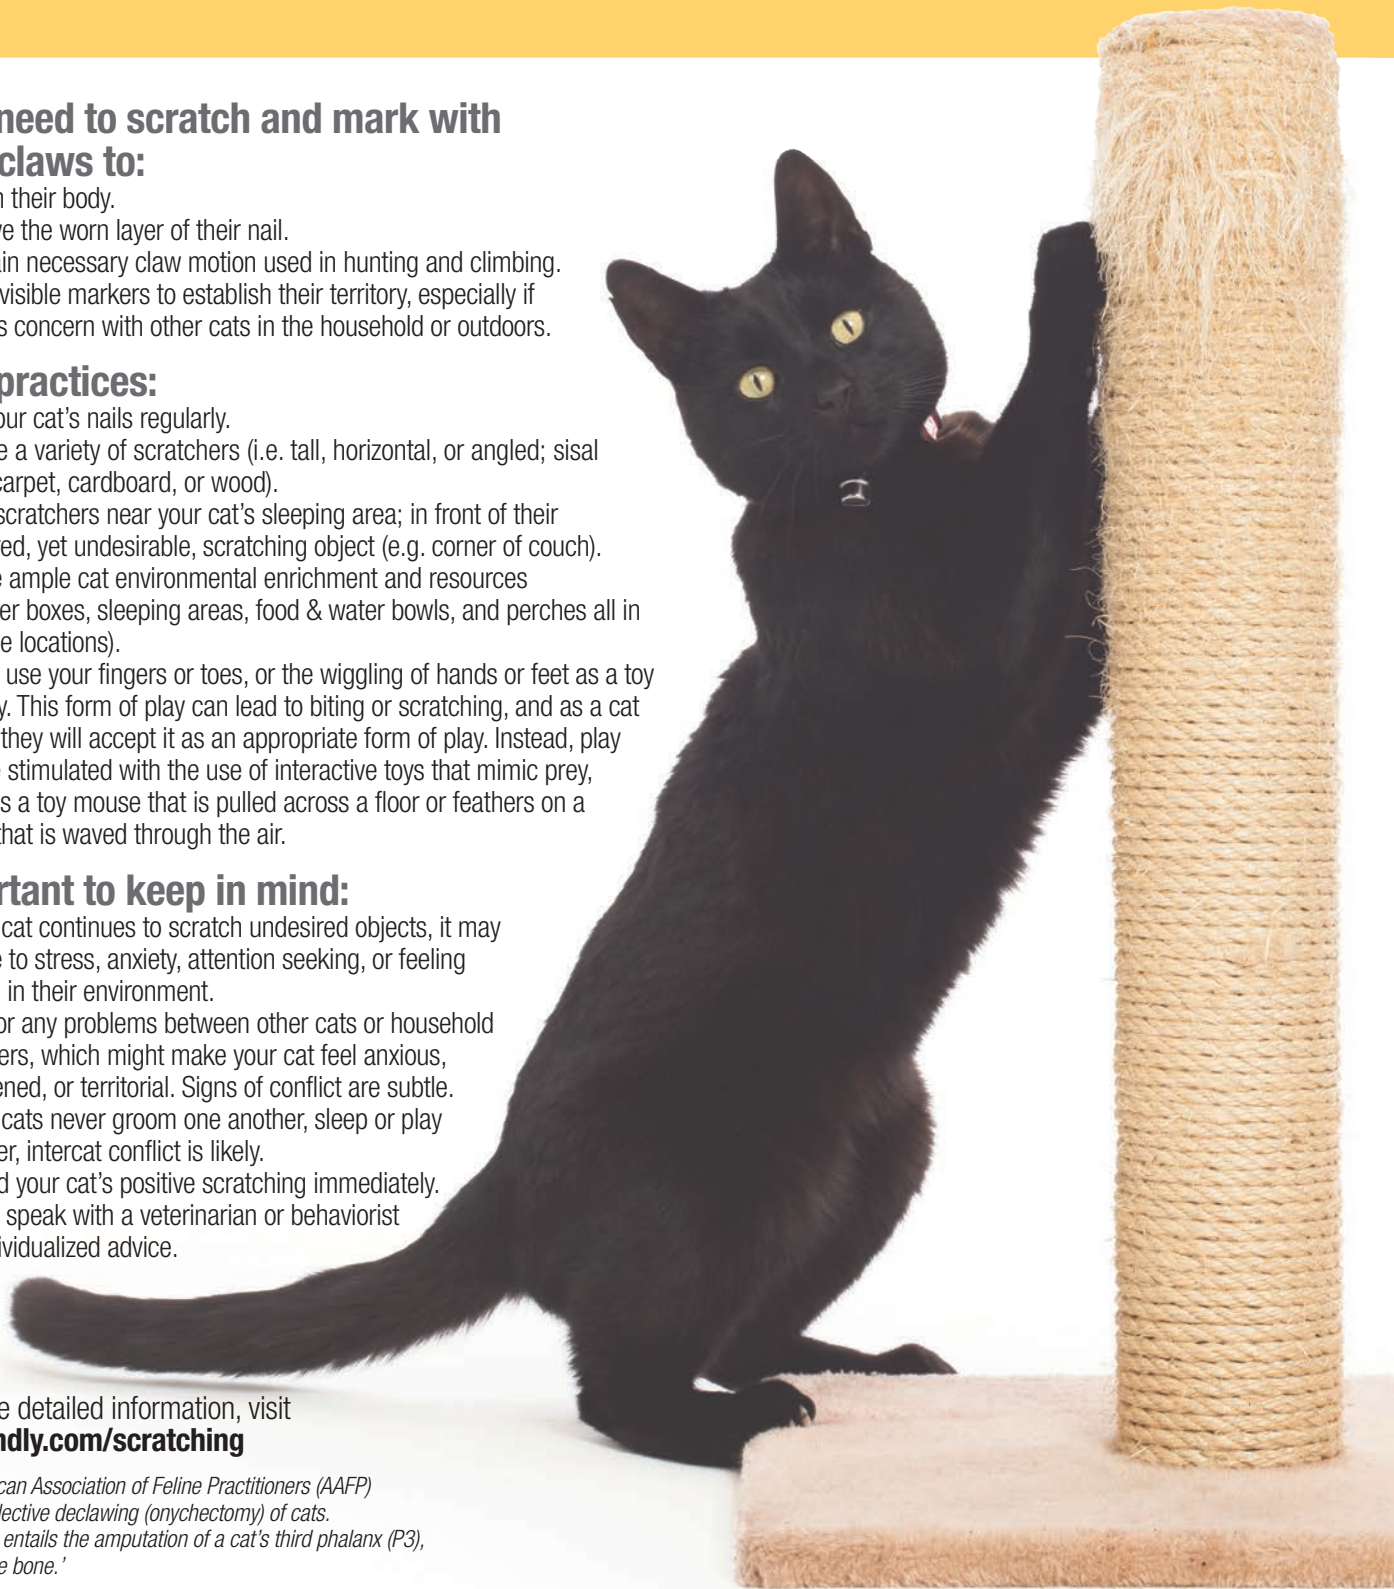 need to scratch and mark with
claws to:
their body.
the worn layer of their nail.
necessary claw motion used in hunting and climbing.
visible markers to establish their territory, especially if
concern with other cats in the household or outdoors.
practices:
our cat's nails regularly.
a variety of scratchers (i.e. tall, horizontal, or angled; sisal
carpet, cardboard, or wood).
scratchers near your cat's sleeping area; in front of their
ed, yet undesirable, scratching object (e.g. corner of couch).
ample cat environmental enrichment and resources
er boxes, sleeping areas, food & water bowls, and perches all in
e locations).
use your fingers or toes, or the wiggling of hands or feet as a toy
y. This form of play can lead to biting or scratching, and as a cat
they will accept it as an appropriate form of play. Instead, play
stimulated with the use of interactive toys that mimic prey,
s a toy mouse that is pulled across a floor or feathers on a
that is waved through the air.
rtant to keep in mind:
cat continues to scratch undesired objects, it may
e to stress, anxiety, attention seeking, or feeling
in their environment.
or any problems between other cats or household
ers, which might make your cat feel anxious,
ened, or territorial. Signs of conflict are subtle.
cats never groom one another, sleep or play
er, intercat conflict is likely.
d your cat's positive scratching immediately.
speak with a veterinarian or behaviorist
ividualized advice.
e detailed information, visit
ndly.com/scratching
can Association of Feline Practitioners (AAFP)
lective declawing (onychectomy) of cats.
entails the amputation of a cat's third phalanx (P3),
e bone.'